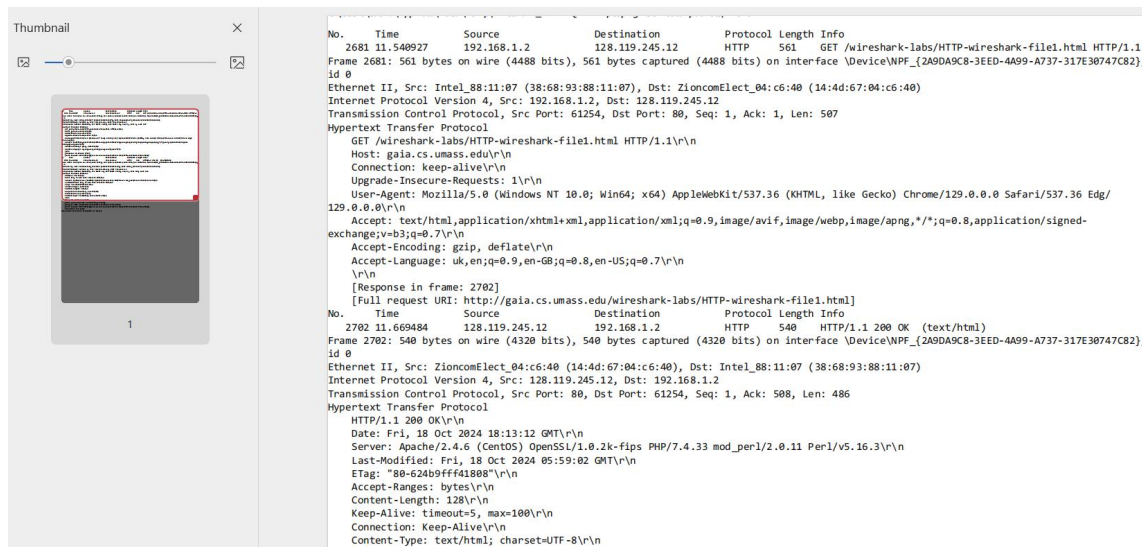 Thumbnail
1
No. Time Source Destination Protocol Length Info
2681 11.540927 192.168.1.2 128.119.245.12 HTTP 561 GET /wireshark-labs/HTTP-wireshark-file1.html HTTP/1.1
Frame 2681: 561 bytes on wire (4488 bits), 561 bytes captured (4488 bits) on interface \Device\NPF_{2A9DA9C8-3EED-4A99-A737-317E30747C82},
id 0
Ethernet II, Src: Intel_88:11:07 (38:68:93:88:11:07), Dst: ZioncomElect_04:c6:40 (14:4d:67:04:c6:40)
Internet Protocol Version 4, Src: 192.168.1.2, Dst: 128.119.245.12
Transmission Control Protocol, Src Port: 61254, Dst Port: 80, Seq: 1, Ack: 1, Len: 507
Hypertext Transfer Protocol
GET /wireshark-labs/HTTP-wireshark-file1.html HTTP/1.1\r\n
Host: gaia.cs.umass.edu\r\n
Connection: keep-alive\r\n
Upgrade-Insecure-Requests: 1\r\n
User-Agent: Mozilla/5.0 (Windows NT 10.0; Win64; x64) AppleWebKit/537.36 (KHTML, like Gecko) Chrome/129.0.0.0 Safari/537.36 Edg/
129.0.0.0\r\n
Accept: text/html,application/xhtml+xml,application/xml;q=0.9,image/avif,image/webp,image/apng,*/*;q=0.8,application/signed-
exchange;v=b3;q=0.7\r\n
Accept-Encoding: gzip, deflate\r\n
Accept-Language: uk,en;q=0.9,en-GB;q=0.8,en-US;q=0.7\r\n
\r\n
[Response in frame: 2702]
[Full request URI: http://gaia.cs.umass.edu/wireshark-labs/HTTP-wireshark-file1.html]
No. Time Source Destination Protocol Length Info
2702 11.669484 128.119.245.12 192.168.1.2 HTTP 540 HTTP/1.1 200 OK (text/html)
Frame 2702: 540 bytes on wire (4320 bits), 540 bytes captured (4320 bits) on interface \Device\NPF_{2A9DA9C8-3EED-4A99-A737-317E30747C82},
id 0
Ethernet II, Src: ZioncomElect_04:c6:40 (14:4d:67:04:c6:40), Dst: Intel_88:11:07 (38:68:93:88:11:07)
Internet Protocol Version 4, Src: 128.119.245.12, Dst: 192.168.1.2
Transmission Control Protocol, Src Port: 80, Dst Port: 61254, Seq: 1, Ack: 508, Len: 486
Hypertext Transfer Protocol
HTTP/1.1 200 OK\r\n
Date: Fri, 18 Oct 2024 18:13:12 GMT\r\n
Server: Apache/2.4.6 (CentOS) OpenSSL/1.0.2k-fips PHP/7.4.33 mod_perl/2.0.11 Perl/v5.16.3\r\n
Last-Modified: Fri, 18 Oct 2024 05:59:02 GMT\r\n
ETag: "80-624b9fff41808"\r\n
Accept-Ranges: bytes\r\n
Content-Length: 128\r\n
Keep-Alive: timeout=5, max=100\r\n
Connection: Keep-Alive\r\n
Content-Type: text/html; charset=UTF-8\r\n